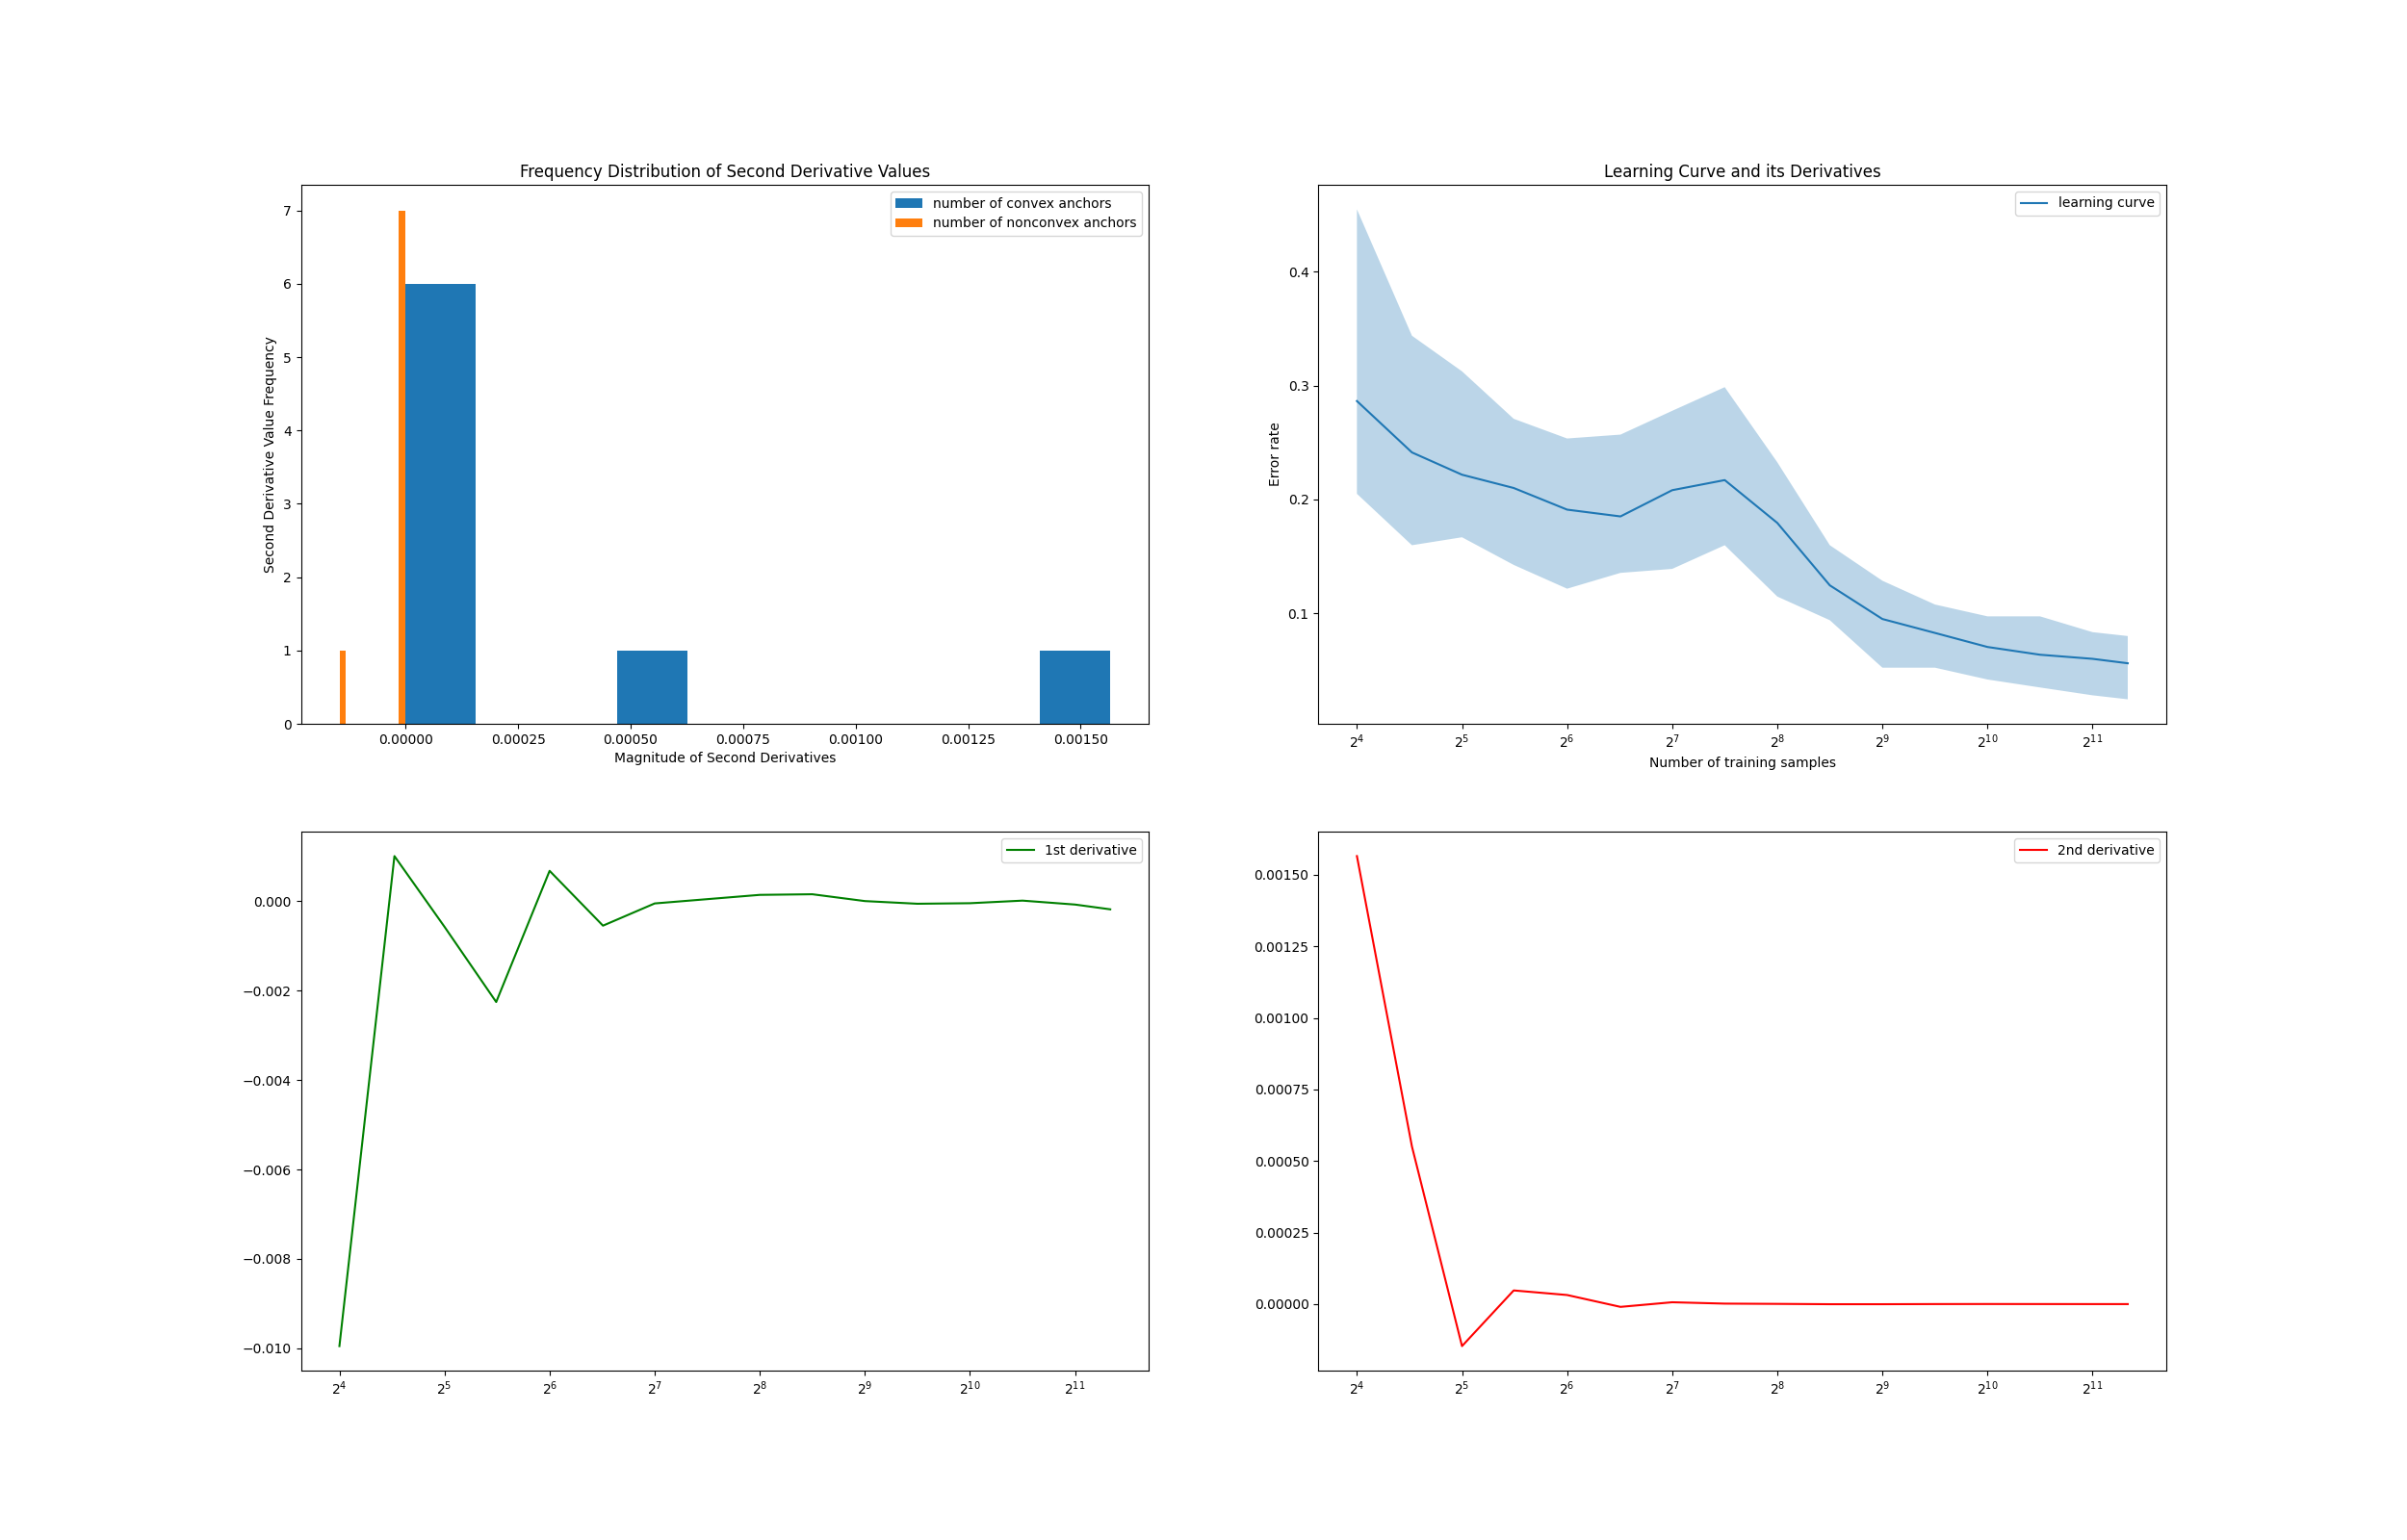 Frequency Distribution of Second Derivative Values
number of convex anchors
number of nonconvex anchors
Second Derivative Value Frequency
7
6
5
4
3
2
1
0
0.00000 0.00025 0.00050 0.00075 0.00100 0.00125 0.00150
Magnitude of Second Derivatives
Learning Curve and its Derivatives
learning curve
Error rate
0.4
0.3
0.2
0.1
2⁴ 2⁵ 2⁶ 2⁷ 2⁸ 2⁹ 2¹⁰ 2¹¹
Number of training samples
1st derivative
0.000
−0.002
−0.004
−0.006
−0.008
−0.010
2⁴ 2⁵ 2⁶ 2⁷ 2⁸ 2⁹ 2¹⁰ 2¹¹
2nd derivative
0.00150
0.00125
0.00100
0.00075
0.00050
0.00025
0.00000
2⁴ 2⁵ 2⁶ 2⁷ 2⁸ 2⁹ 2¹⁰ 2¹¹